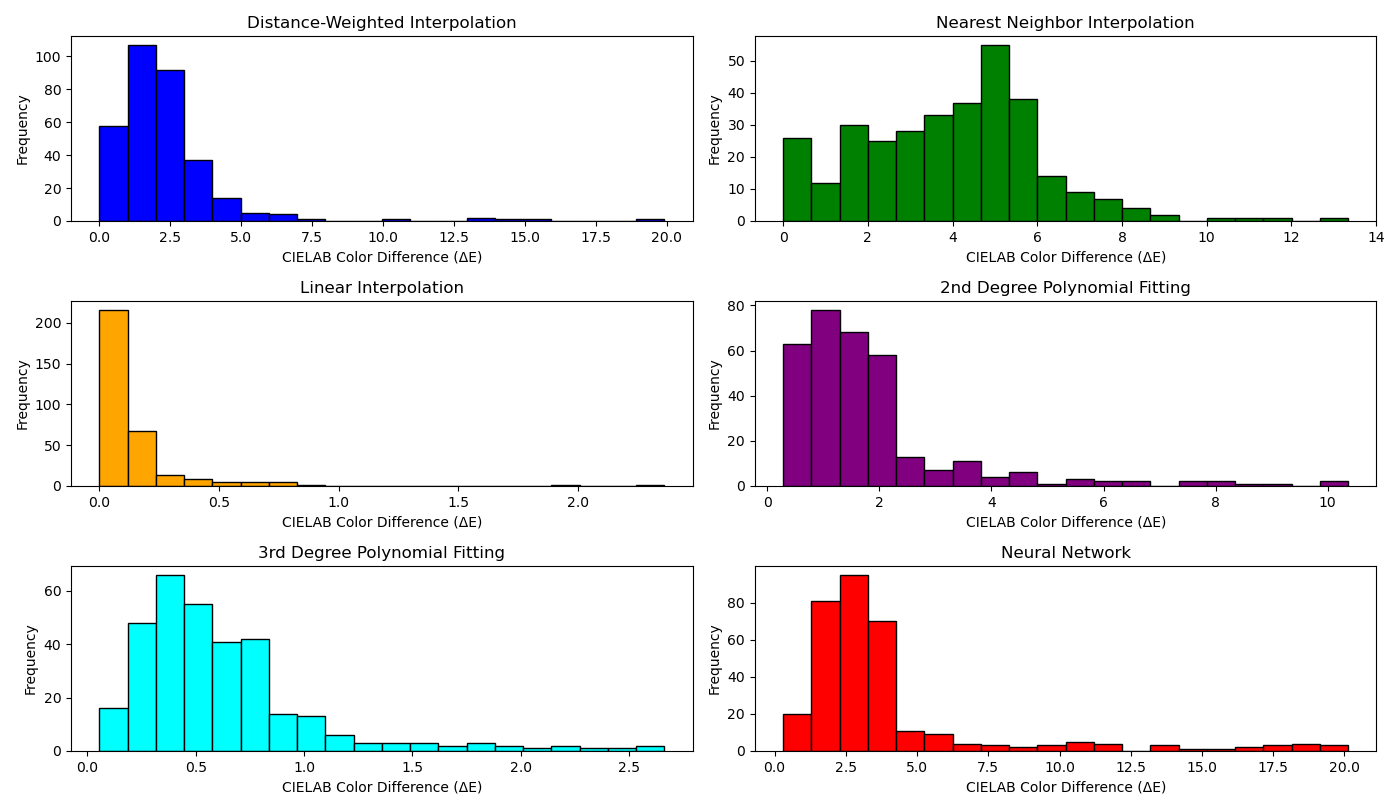 Distance-Weighted Interpolation
Frequency
100
80
60
40
20
0
0.0 2.5 5.0 7.5 10.0 12.5 15.0 17.5 20.0
CIELAB Color Difference (ΔE)
Nearest Neighbor Interpolation
Frequency
50
40
30
20
10
0
0 2 4 6 8 10 12 14
CIELAB Color Difference (ΔE)
Linear Interpolation
Frequency
200
150
100
50
0
0.0 0.5 1.0 1.5 2.0
CIELAB Color Difference (ΔE)
2nd Degree Polynomial Fitting
Frequency
80
60
40
20
0
0 2 4 6 8 10
CIELAB Color Difference (ΔE)
3rd Degree Polynomial Fitting
Frequency
60
40
20
0
0.0 0.5 1.0 1.5 2.0 2.5
CIELAB Color Difference (ΔE)
Neural Network
Frequency
80
60
40
20
0
0.0 2.5 5.0 7.5 10.0 12.5 15.0 17.5 20.0
CIELAB Color Difference (ΔE)